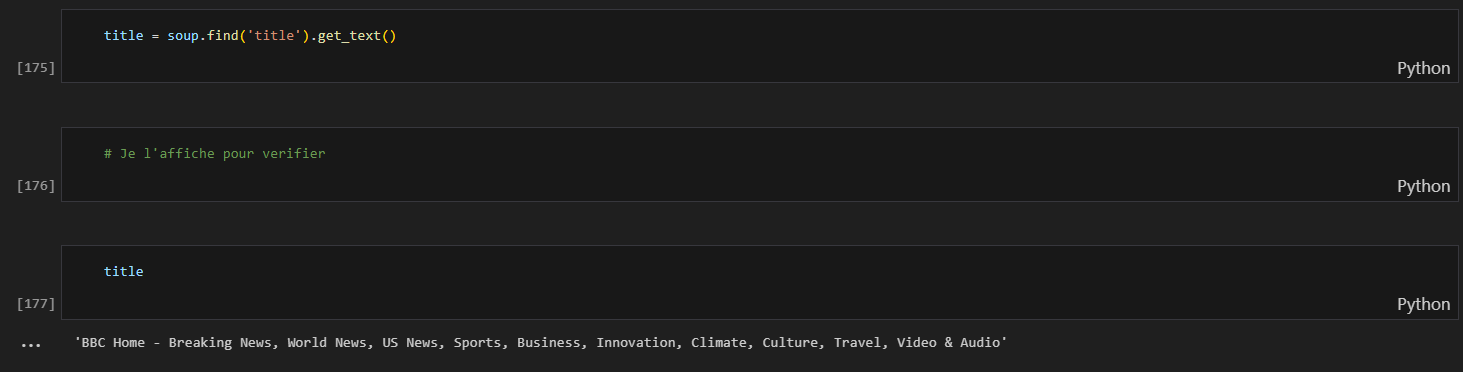 title = soup.find('title').get_text()
[175]
Python
# Je l'affiche pour verifier
[176]
Python
title
[177]
Python
... 'BBC Home - Breaking News, World News, US News, Sports, Business, Innovation, Climate, Culture, Travel, Video & Audio'